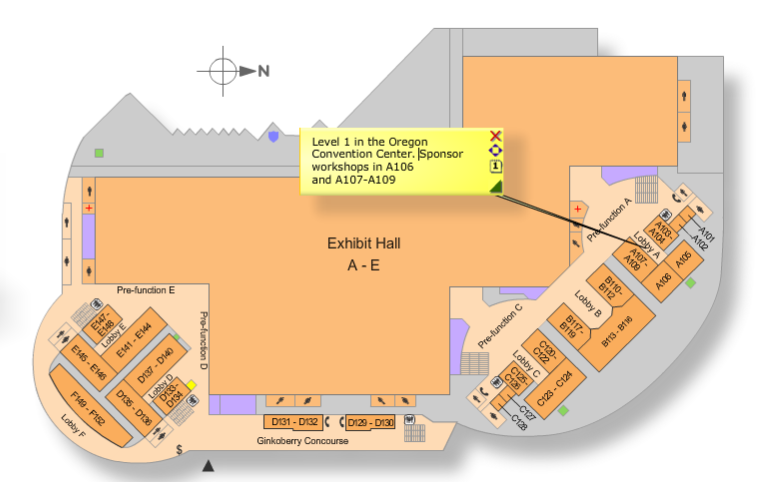 N
Level 1 in the Oregon
Convention Center. Sponsor
workshops in A106
and A107-A109
1
Exhibit Hall
A - E
Pre-function A
A101
A102
A103-
A104
Lobby A
A105
A106
A107-
A109
B110-
B112
Lobby B
B113 - B116
B117-
B119
Pre-function C
C120-
C122
Lobby C
C123 - C124
C125-
C126
C127
C128
Pre-function E
E147-
E148
Lobby E
E141 - E144
E145 - E146
Pre-function D
D137 - D140
Lobby D
D133-
D134
D135 - D136
F149 - F152
Lobby F
D131 - D132
D129 - D130
Ginkoberry Concourse
$